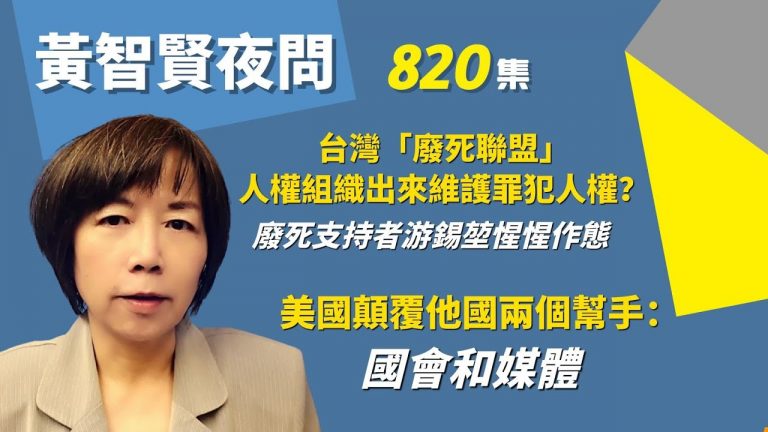 黃智賢夜問 820集
台灣「廢死聯盟」
人權組織出來維護罪犯人權?
廢死支持者游錫堃惺惺作態
美國顛覆他國兩個幫手：
國會和媒體